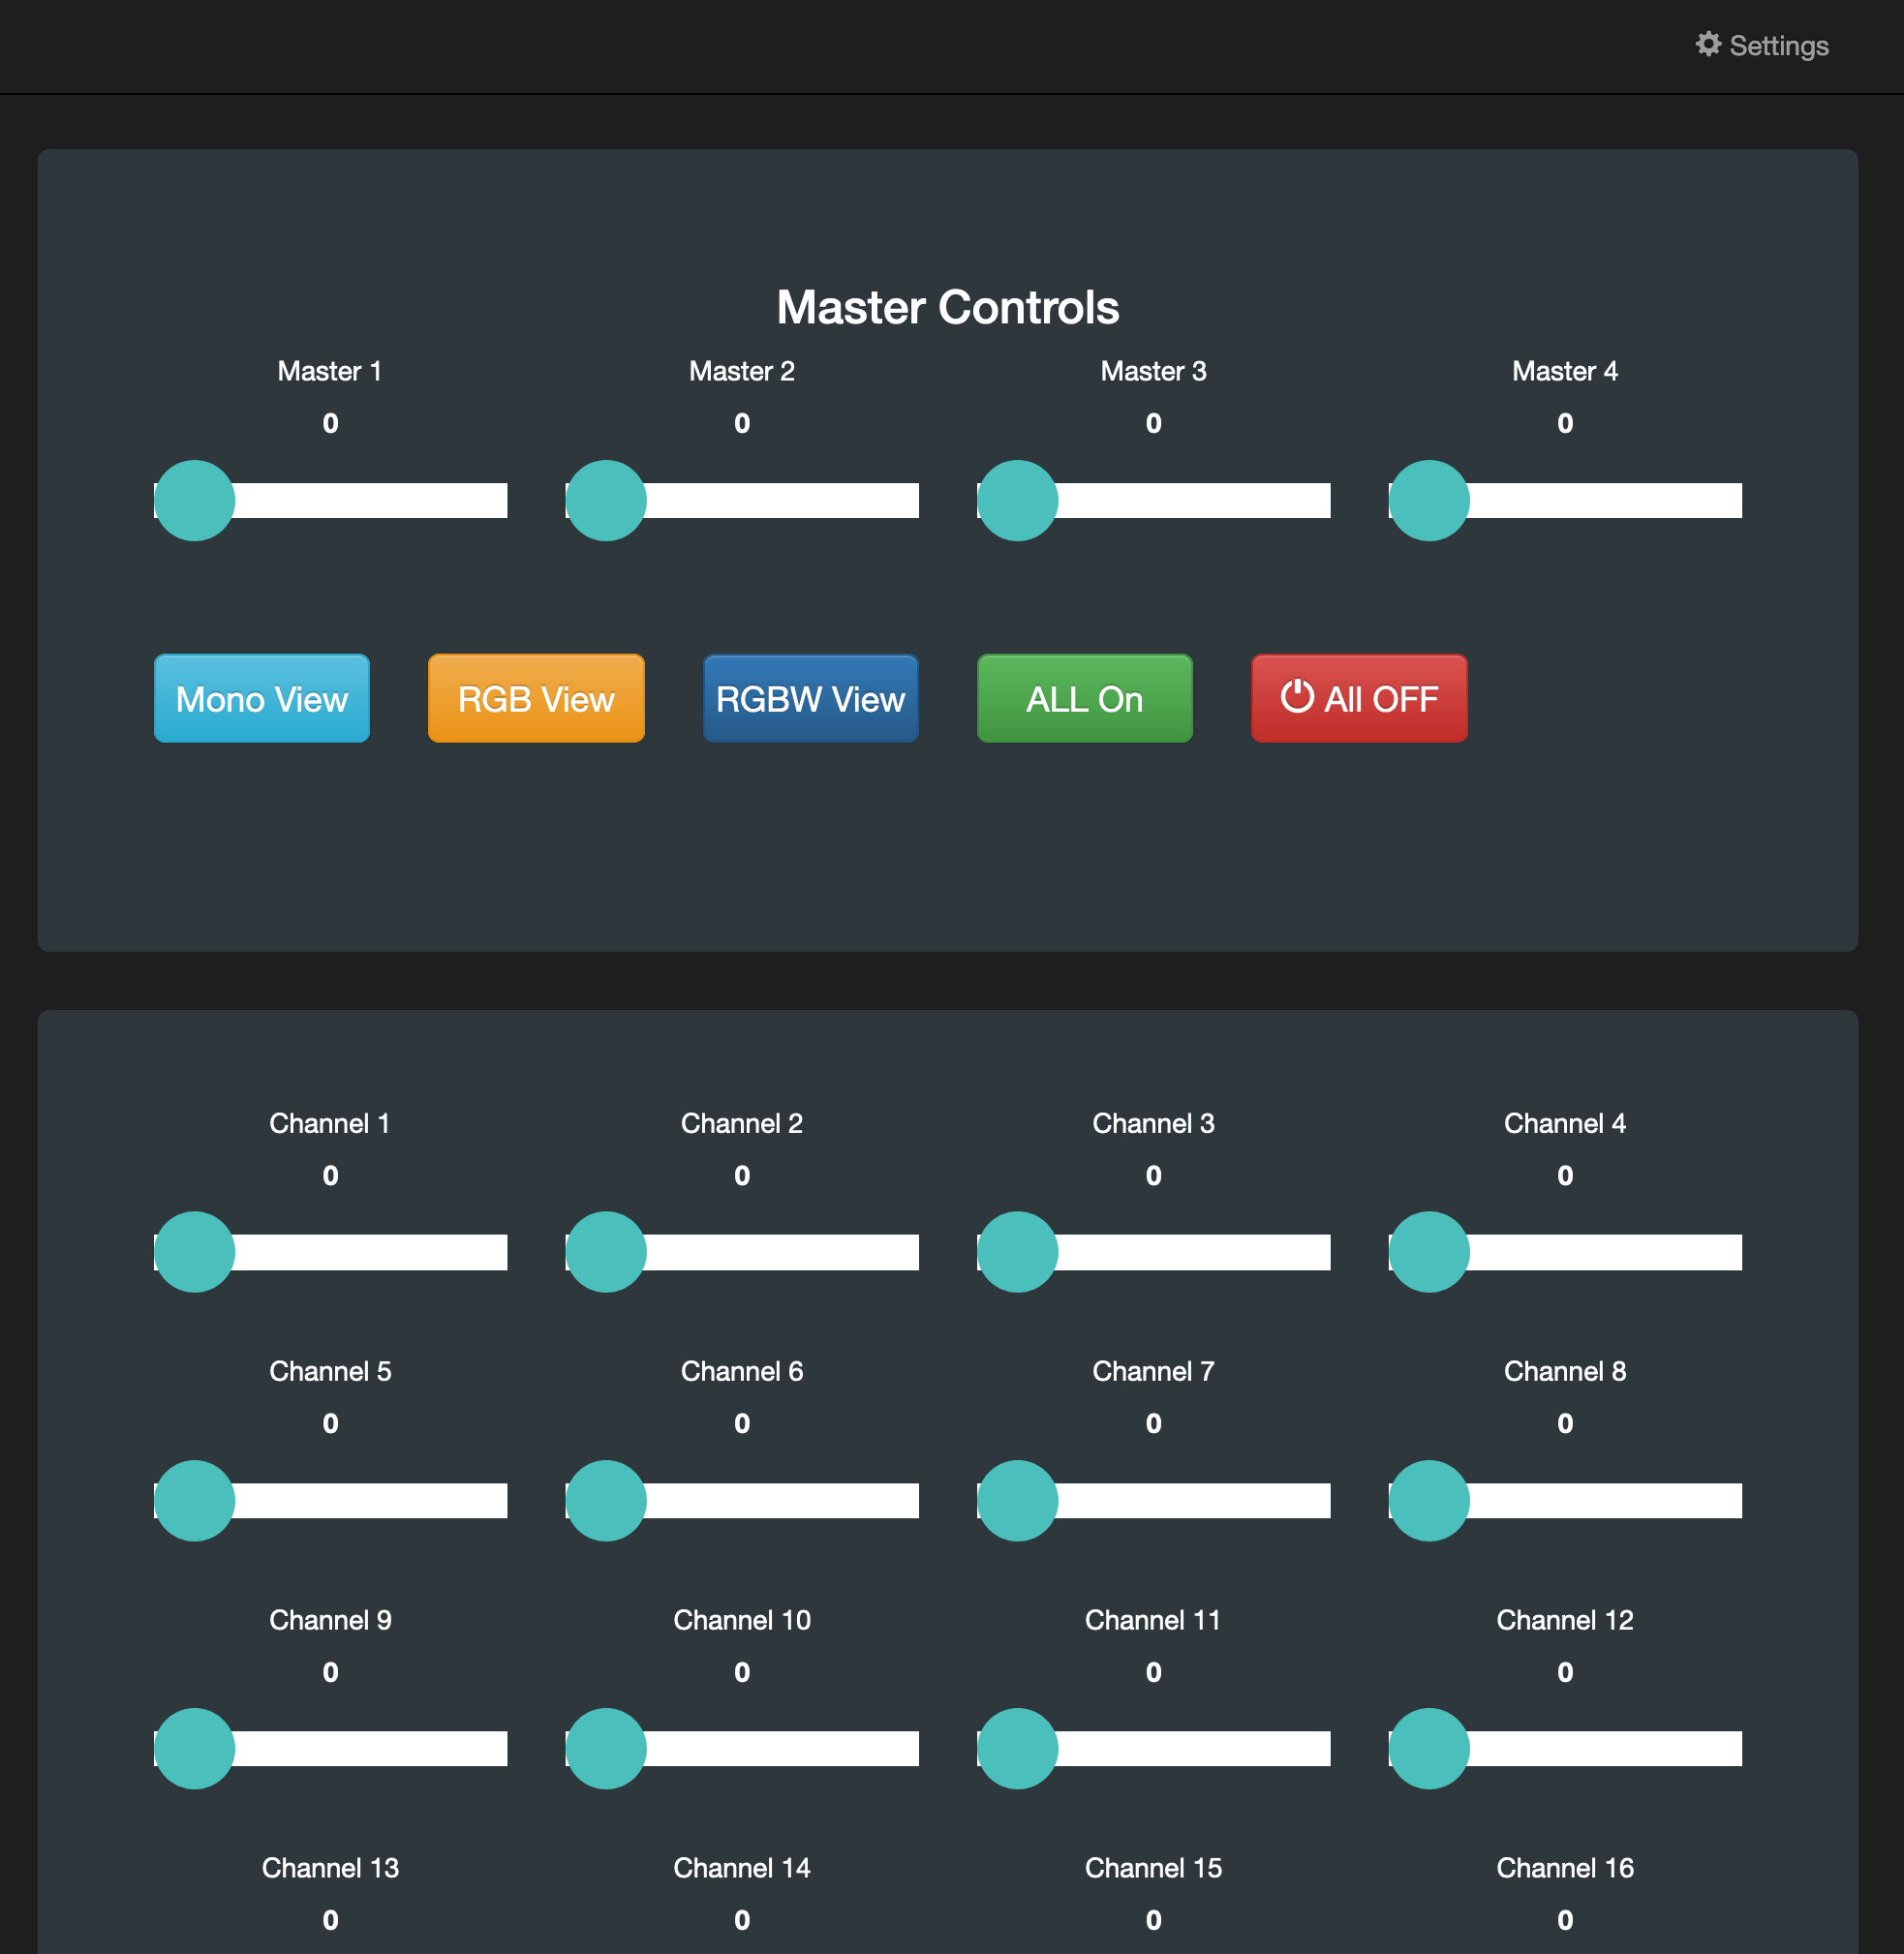 Settings
Master Controls
Master 1 Master 2 Master 3 Master 4
0 0 0 0
Mono View RGB View RGBW View ALL On All OFF
Channel 1 Channel 2 Channel 3 Channel 4
0 0 0 0
Channel 5 Channel 6 Channel 7 Channel 8
0 0 0 0
Channel 9 Channel 10 Channel 11 Channel 12
0 0 0 0
Channel 13 Channel 14 Channel 15 Channel 16
0 0 0 0